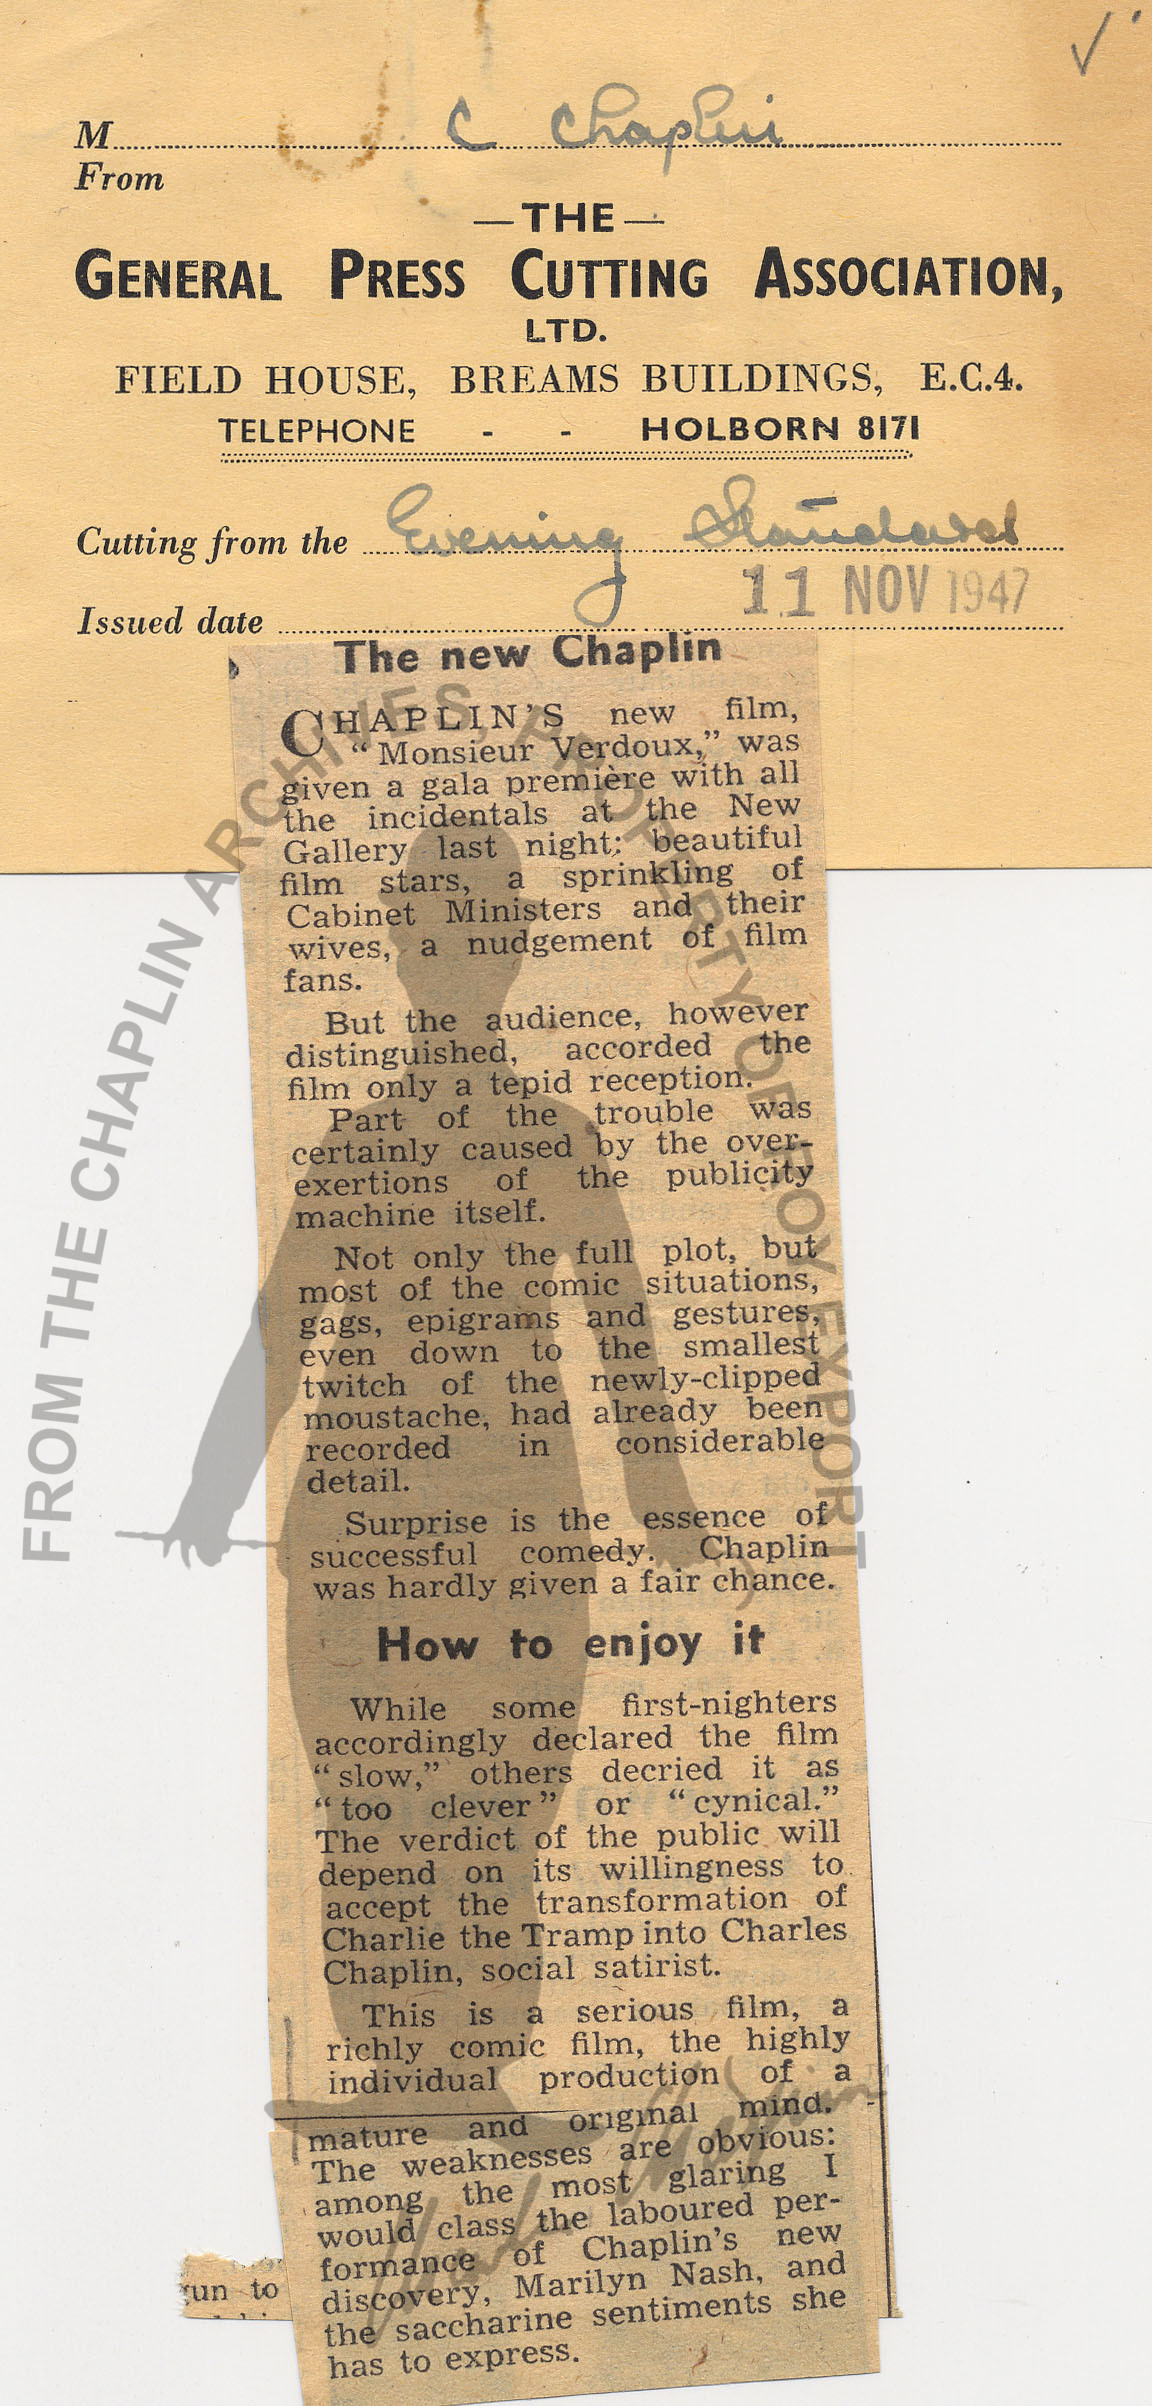 M C Chaplin
From
— THE —
GENERAL PRESS CUTTING ASSOCIATION,
LTD.
FIELD HOUSE, BREAMS BUILDINGS, E.C.4.
TELEPHONE - - HOLBORN 8171
Cutting from the Evening Standard
Issued date 11 NOV 1947
The new Chaplin
CHAPLIN'S new film,
“Monsieur Verdoux,” was
given a gala première with all
the incidentals at the New
Gallery last night: beautiful
film stars, a sprinkling of
Cabinet Ministers and their
wives, a nudgement of film
fans.
But the audience, however
distinguished, accorded the
film only a tepid reception.
Part of the trouble was
certainly caused by the over-
exertions of the publicity
machine itself.
Not only the full plot, but
most of the comic situations,
gags, epigrams and gestures,
even down to the smallest
twitch of the newly-clipped
moustache, had already been
recorded in considerable
detail.
Surprise is the essence of
successful comedy. Chaplin
was hardly given a fair chance.
How to enjoy it
While some first-nighters
accordingly declared the film
“slow,” others decried it as
“too clever” or “cynical.”
The verdict of the public will
depend on its willingness to
accept the transformation of
Charlie the Tramp into Charles
Chaplin, social satirist.
This is a serious film, a
richly comic film, the highly
individual production of a
mature and original mind.
The weaknesses are obvious:
among the most glaring I
would class the laboured per-
formance of Chaplin's new
discovery, Marilyn Nash, and
the saccharine sentiments she
has to express.
to
FROM THE CHAPLIN ARCHIVES, PROPERTY OF ROY EXPORT